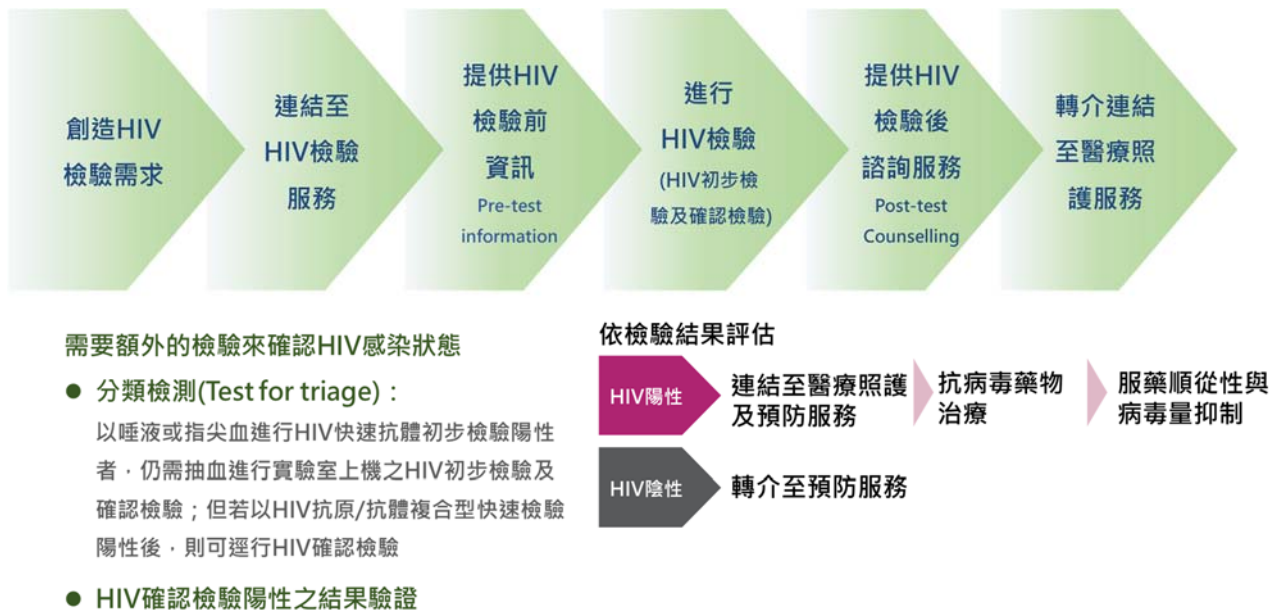 創造HIV
檢驗需求
連結至
HIV檢驗
服務
提供HIV
檢驗前
資訊
Pre-test
information
進行
HIV檢驗
(HIV初步檢
驗及確認檢驗)
提供HIV
檢驗後
諮詢服務
Post-test
Counselling
轉介連結
至醫療照
護服務
需要額外的檢驗來確認HIV感染狀態
● 分類檢測(Test for triage)：
以唾液或指尖血進行HIV快速抗體初步檢驗陽性
者，仍需抽血進行實驗室上機之HIV初步檢驗及
確認檢驗；但若以HIV抗原/抗體複合型快速檢驗
陽性後，則可逕行HIV確認檢驗
● HIV確認檢驗陽性之結果驗證
依檢驗結果評估
HIV陽性
連結至醫療照護
及預防服務
抗病毒藥物
治療
服藥順從性與
病毒量抑制
HIV陰性
轉介至預防服務